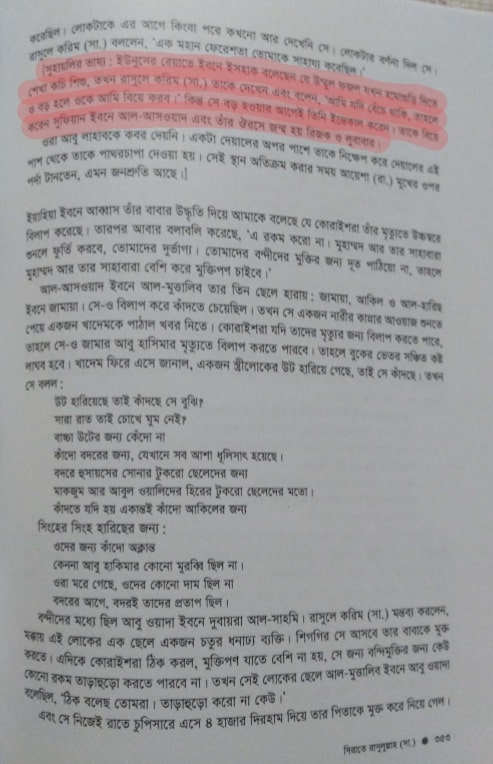 করেছিল। লোকটাকে এর আগে কিংবা পরে কখনো আর দেখেনি সে। লোকটার বর্ণনা দিল সে।
রাসুলে করিম (সা.) বললেন, 'এক মহান ফেরেশতা তোমাকে সাহায্য করেছিল।'
[সুহায়লির ভাষ্য: ইউনুসের রেয়াতে ইবনে ইসহাক বলেছেন যে উম্মুল ফজল যখন হামাগুড়ি দিতে
শেখা কচি শিশু, তখন রাসুলে করিম (সা.) তাকে দেখেন এবং বলেন, 'আমি যদি বেঁচে থাকি, তাহলে
ও বড় হলে ওকে আমি বিয়ে করব।' কিন্তু সে বড় হওয়ার আগেই তিনি ইন্তেকাল করেন। তাকে বিয়ে
করেন সুফিয়ান ইবনে আল-আসওয়াদ এবং তাঁর ঔরসে জন্ম হয় রিজক ও লুবাবার।
ওরা আবু লাহাবকে কবর দেয়নি। একটা দেয়ালের অপর পাশে তাকে নিক্ষেপ করে দেয়ালের এই
পাশ থেকে তাকে পাথরচাপা দেওয়া হয়। সেই স্থান অতিক্রম করার সময় আয়েশা (রা.) মুখের ওপর
পর্দা টানতেন, এমন জনশ্রুতি আছে।]
ইয়াহিয়া ইবনে আব্বাস তাঁর বাবার উদ্ধৃতি দিয়ে আমাকে বলেছে যে কোরাইশরা তাঁর মৃত্যুতে উচ্চস্বরে
বিলাপ করেছে। তারপর আবার বলাবলি করেছে, 'এ রকম করো না। মুহাম্মদ আর তার সাহাবারা
শুনলে ফুর্তি করবে, তোমাদের দুর্ভাগ্য। তোমাদের বন্দীদের মুক্তির জন্য দূত পাঠিয়ো না, তাহলে
মুহাম্মদ আর তার সাহাবারা বেশি করে মুক্তিপণ চাইবে।'
আল-আসওয়াদ ইবনে আল-মুত্তালিব তার তিন ছেলে হারায়: জামায়া, আকিল ও আল-হারিছ
ইবনে জামায়া। সে-ও বিলাপ করে কাঁদতে চেয়েছিল। তখন সে একজন নারীর কান্নার আওয়াজ শুনতে
পেয়ে একজন খাদেমকে পাঠাল খবর নিতে। কোরাইশরা যদি তাদের মৃত্যুর জন্য বিলাপ করতে পারে,
তাহলে সে-ও জামার আবু হাসিমার মৃত্যুতে বিলাপ করতে পারবে। তাহলে বুকের ভেতর সঞ্চিত কষ্ট
লাঘব হবে। খাদেম ফিরে এসে জানাল, একজন স্ত্রীলোকের উট হারিয়ে গেছে, তাই সে কাঁদছে। তখন
সে বলল:
উট হারিয়েছে তাই কাঁদছে সে বুঝি?
সারা রাত তাই চোখে ঘুম নেই?
বাচ্চা উটের জন্য কেঁদো না
কাঁদো বদরের জন্য, যেখানে সব আশা ধূলিসাৎ হয়েছে।
বদরে হুসায়সের সোনার টুকরো ছেলেদের জন্য
মাকজুম আর আবুল ওয়ালিদের হিরের টুকরো ছেলেদের মতো।
কাঁদতে যদি হয় একান্তই কাঁদো আকিলের জন্য
সিংহের সিংহ হারিছের জন্য:
ওদের জন্য কাঁদো অক্লান্ত
কেননা আবু হাকিমার কোনো মুরব্বি ছিল না।
ওরা মরে গেছে, ওদের কোনো দাম ছিল না
বদরের আগে, বদরই তাদের প্রতাপ ছিল।
বন্দীদের মধ্যে ছিল আবু ওয়াদা ইবনে দুবায়রা আল-সাহমি। রাসুলে করিম (সা.) মন্তব্য করলেন,
মক্কায় এই লোকের এক ছেলে একজন চতুর ধনাঢ্য ব্যক্তি। শিগগির সে আসবে তার বাবাকে মুক্ত
করতে। এদিকে কোরাইশরা ঠিক করল, মুক্তিপণ যাতে বেশি না হয়, সে জন্য বন্দিমুক্তির জন্য কেউ
কোনো রকম তাড়াহুড়ো করতে পারবে না। তখন সেই লোকের ছেলে আল-মুত্তালিব ইবনে আবু ওয়াদা
বলেছিল, 'ঠিক বলেছ তোমরা। তাড়াহুড়ো করো না কেউ।'
এবং সে নিজেই রাতে চুপিসারে এসে ৪ হাজার দিরহাম দিয়ে তার পিতাকে মুক্ত করে নিয়ে গেল।
সিরাতে রাসুলুল্লাহ (সা.) ● ৩৫৩